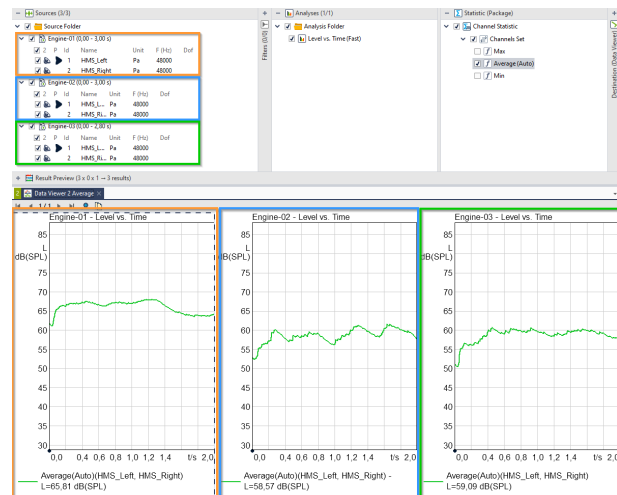 Sources (3/3)
Source Folder
Engine-01 (0,00 - 3,00 s)
2 P Id Name Unit F (Hz) Dof
1 HMS_Left Pa 48000
2 HMS_Right Pa 48000
Engine-02 (0,00 - 3,00 s)
2 P Id Name Unit F (Hz) Dof
1 HMS_L... Pa 48000
2 HMS_Ri... Pa 48000
Engine-03 (0,00 - 2,80 s)
2 P Id Name Unit F (Hz) Dof
1 HMS_L... Pa 48000
2 HMS_Ri... Pa 48000
Filters (0/0)
Analyses (1/1)
Analysis Folder
Level vs. Time (Fast)
Statistic (Package)
Channel Statistic
Channels Set
Max
Average (Auto)
Min
Destination (Data Viewer)
Result Preview (3 x 0 x 1 → 3 results)
2 Data Viewer 2 Average
1 / 1
Engine-01 - Level vs. Time
85
L
dB(SPL)
75
70
65
60
55
50
45
40
35
30
0,0 0,4 0,6 0,8 1,0 1,2 1,4 t/s 2,0
Average(Auto)(HMS_Left, HMS_Right)
L=65,81 dB(SPL)
Engine-02 - Level vs. Time
85
L
dB(SPL)
75
70
65
60
55
50
45
40
35
30
0,0 0,4 0,6 0,8 1,0 1,2 1,4 t/s 2,0
Average(Auto)(HMS_Left, HMS_Right) -
L=58,57 dB(SPL)
Engine-03 - Level vs. Time
85
L
dB(SPL)
75
70
65
60
55
50
45
40
35
30
0,0 0,4 0,6 0,8 1,0 1,2 1,4 t/s 2,0
Average(Auto)(HMS_Left, HMS_Right)
L=59,09 dB(SPL)